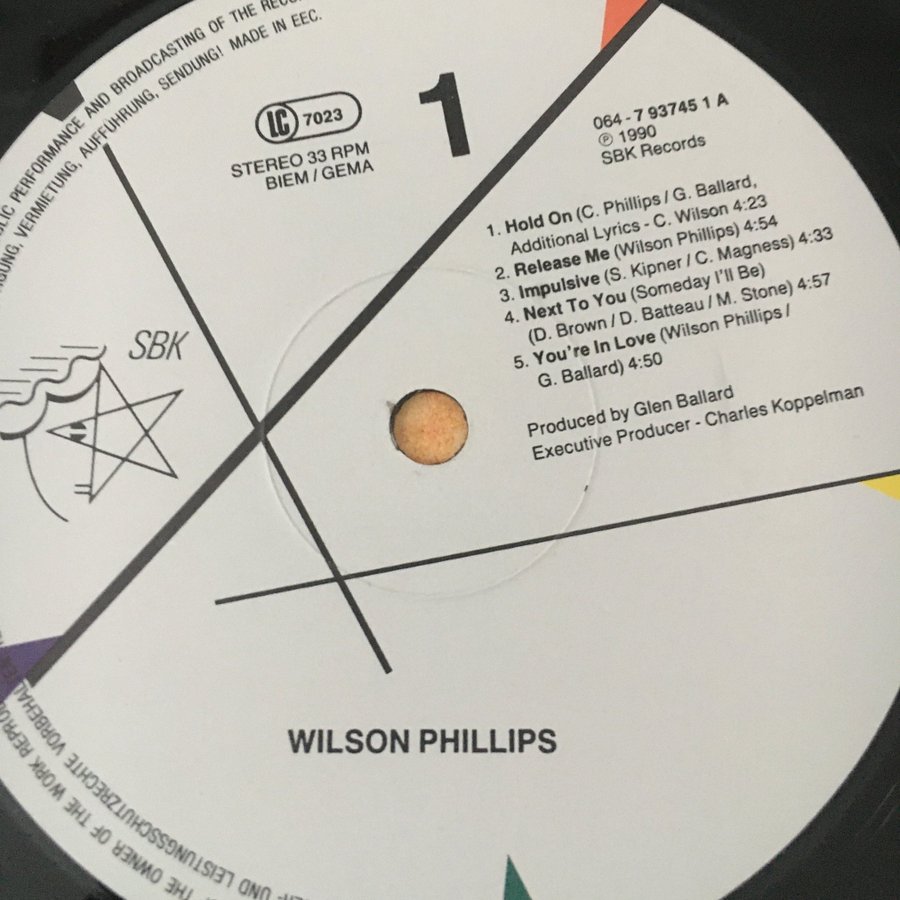 LIC PERFORMANCE AND BROADCASTING OF THE
GUNG, VERMIETUNG, AUFFÜHRUNG, SENDUNG! MADE IN EEC.
LC 7023
STEREO 33 RPM
BIEM / GEMA
1
064-7 93745 1 A
℗ 1990
SBK Records
1. Hold On (C. Phillips / G. Ballard,
Additional Lyrics - C. Wilson 4:23
2. Release Me (Wilson Phillips) 4:54
3. Impulsive (S. Kipner / C. Magness) 4:33
4. Next To You (Someday I'll Be)
(D. Brown / D. Batteau / M. Stone) 4:57
5. You're In Love (Wilson Phillips /
G. Ballard) 4:50
Produced by Glen Ballard
Executive Producer - Charles Koppelman
SBK
WILSON PHILLIPS
UND LEISTUNGSSCHUTZRECHTE VORBEHAL
THE OWNER OF THE WORK REPROD